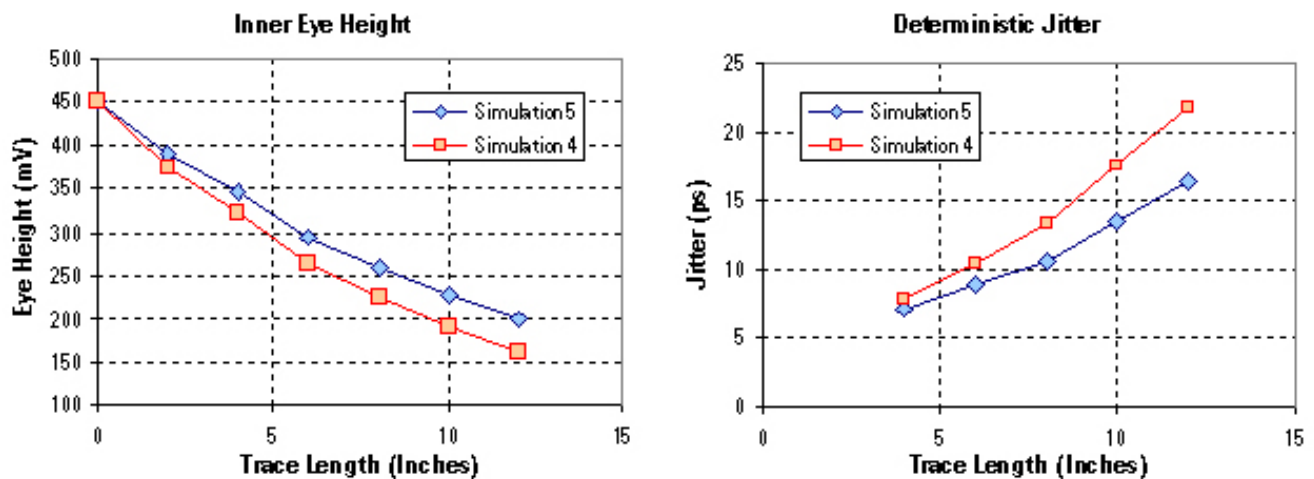 Inner Eye Height
500
450
400
350
300
250
200
150
100
Eye Height (mV)
Simulation 5
Simulation 4
0 5 10 15
Trace Length (Inches)
Deterministic Jitter
25
20
15
10
5
0
Jitter (ps)
Simulation 5
Simulation 4
0 5 10 15
Trace Length (Inches)